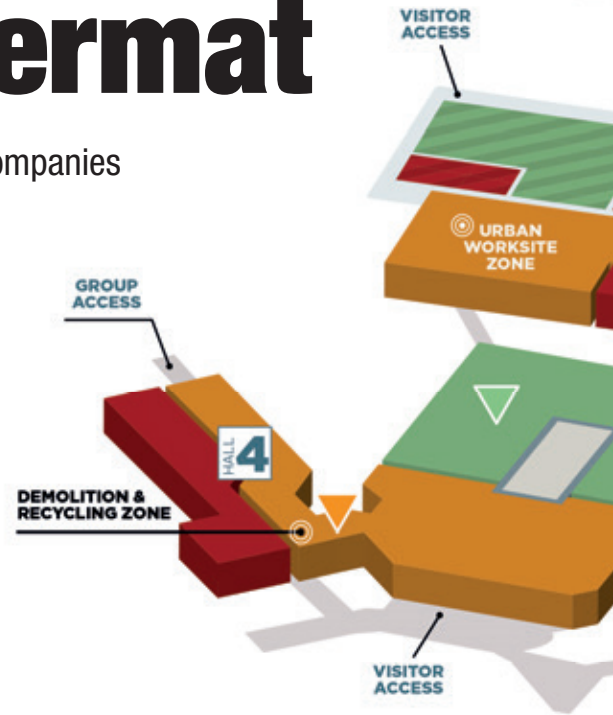 ermat
ompanies
VISITOR
ACCESS
URBAN
WORKSITE
ZONE
GROUP
ACCESS
HALL 4
DEMOLITION &
RECYCLING ZONE
VISITOR
ACCESS